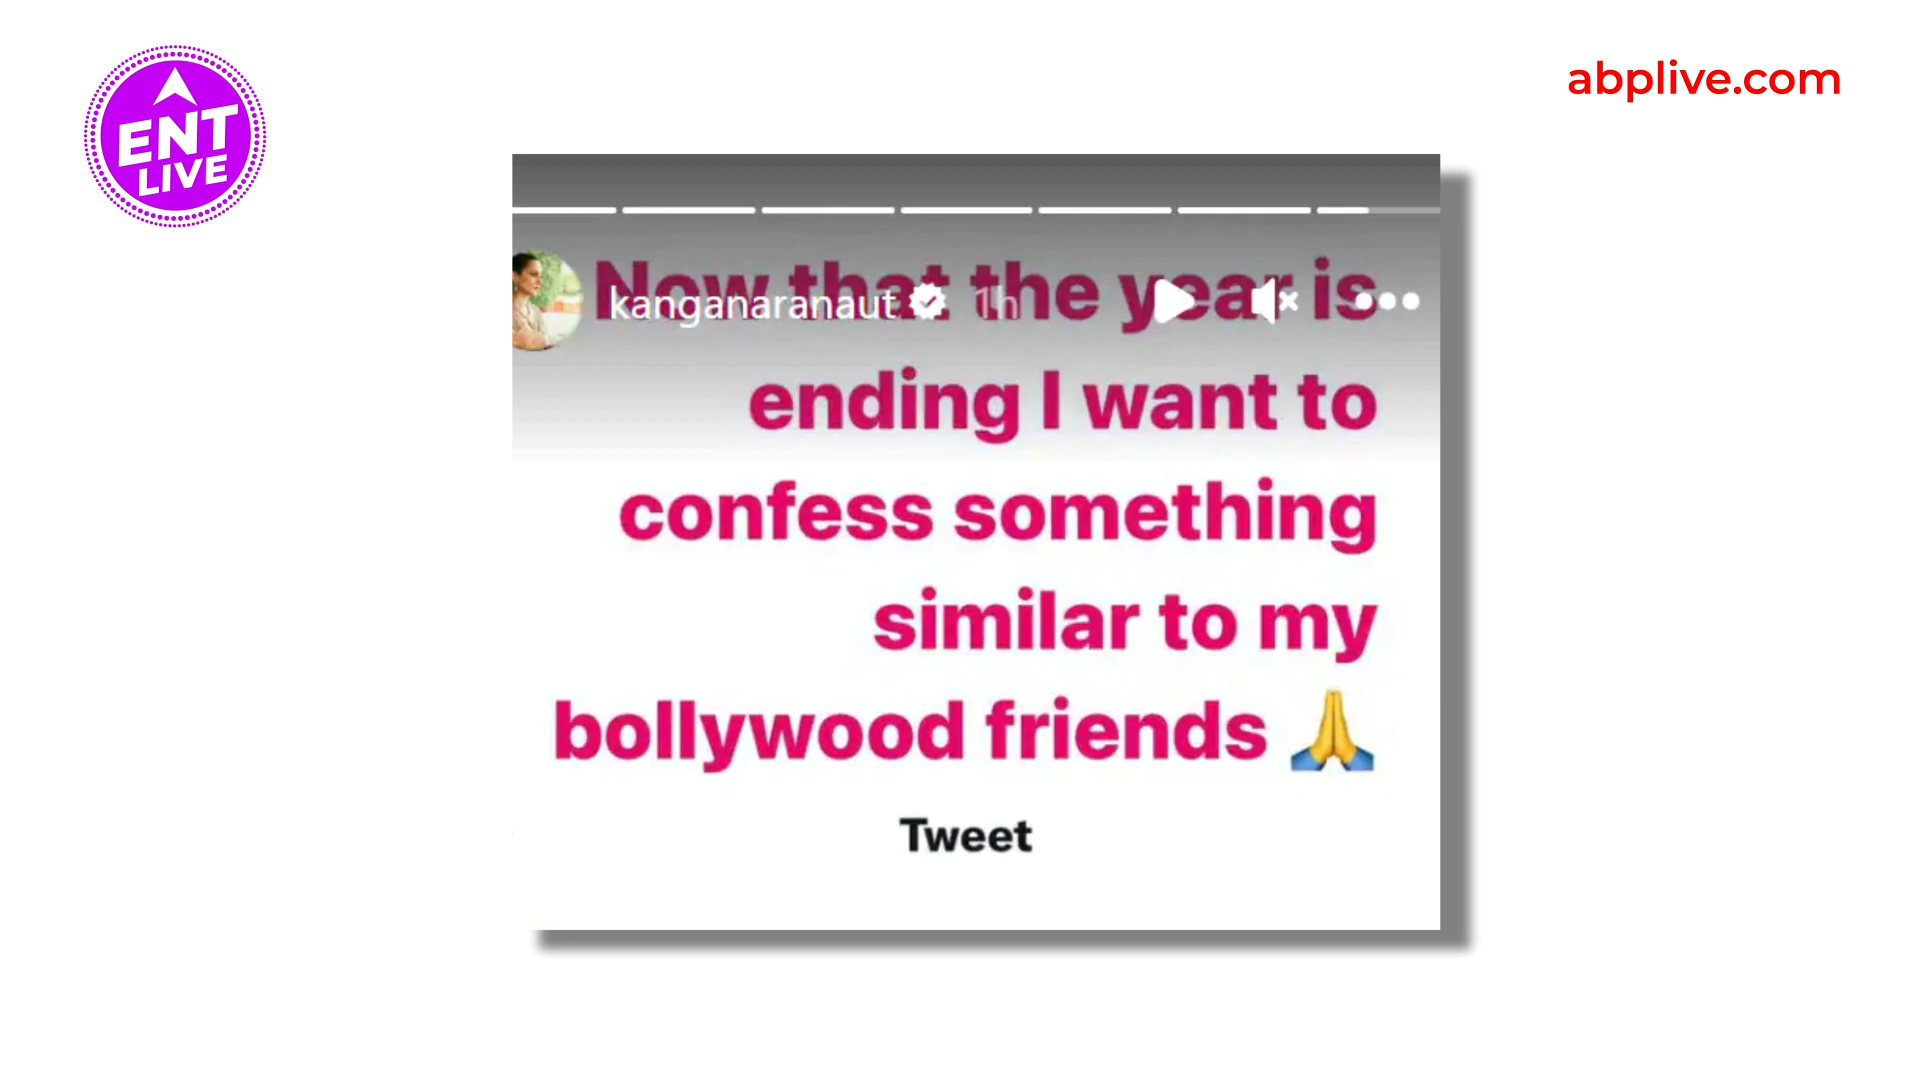 ENT
LIVE
abplive.com
Now that the year is
kanganaranaut 1h
ending I want to
confess something
similar to my
bollywood friends 🙏
Tweet